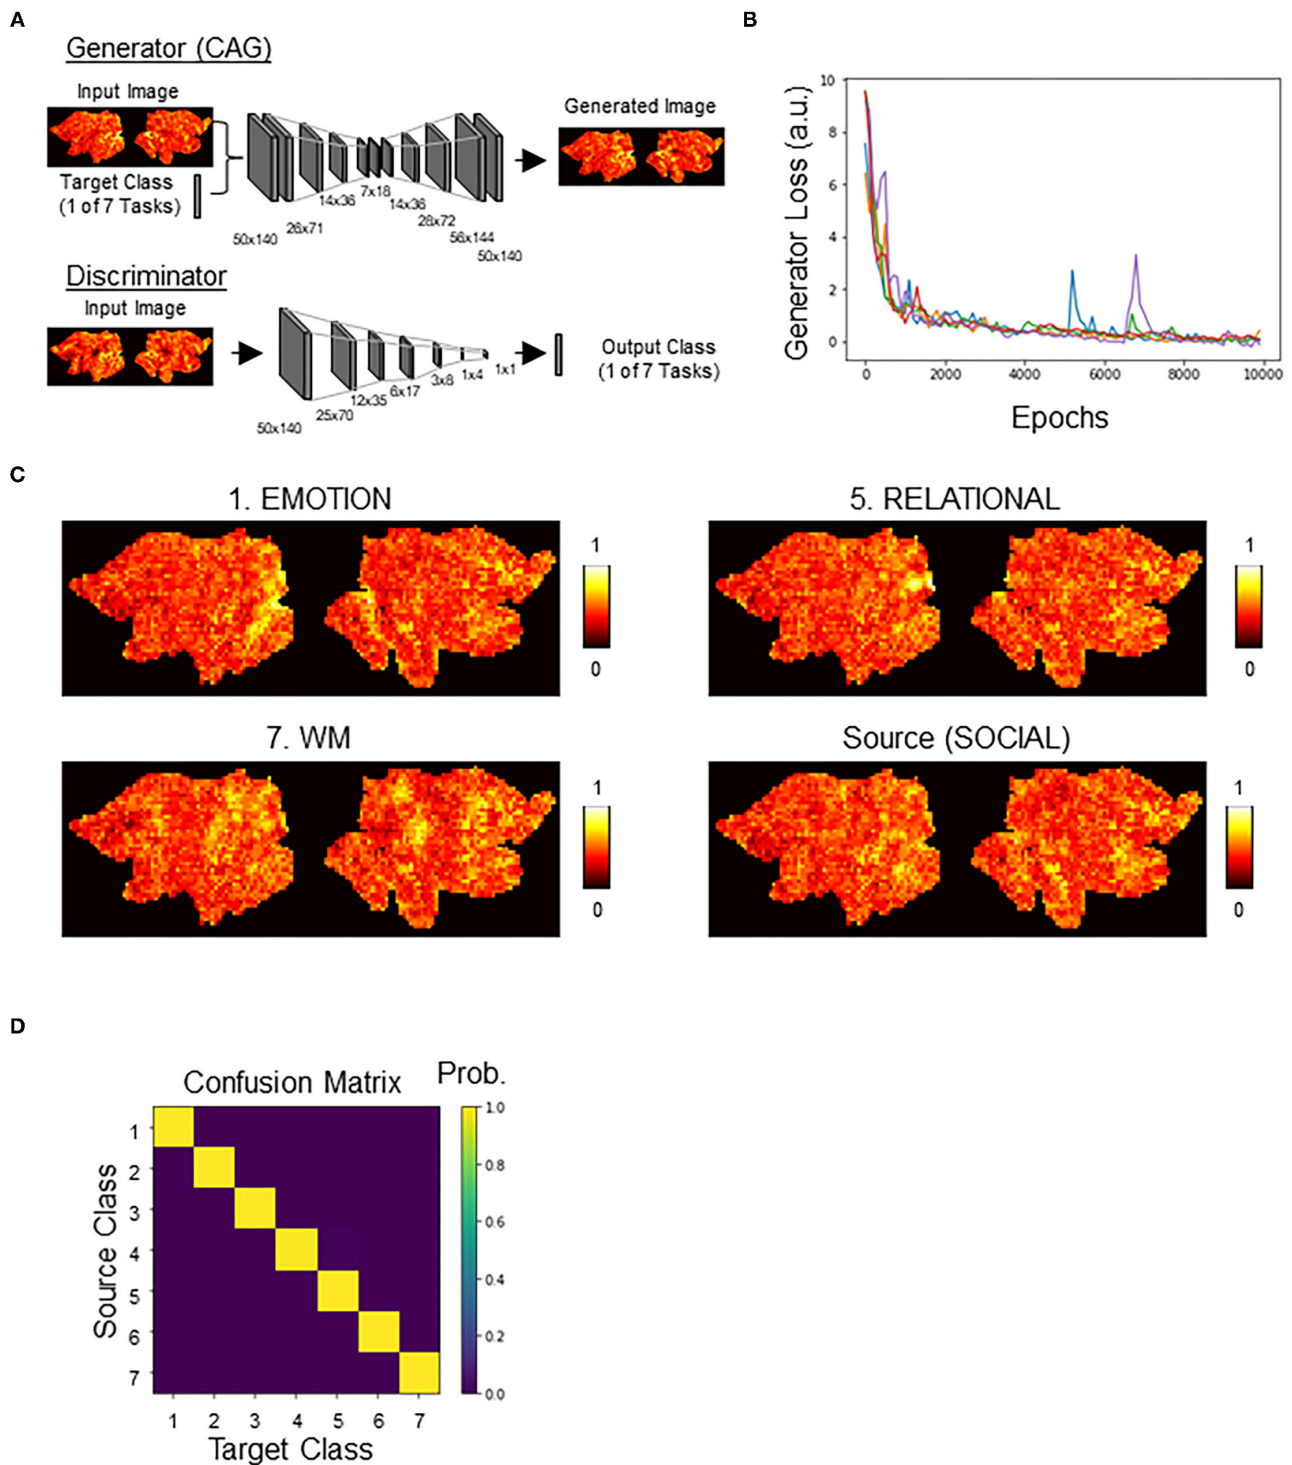 A
Generator (CAG)
Input Image
Target Class
(1 of 7 Tasks)
50x140
26x71
14x36
7x18
14x36
28x72
56x144
50x140
Generated Image
Discriminator
Input Image
50x140
25x70
12x35
6x17
3x8
1x4
1x1
Output Class
(1 of 7 Tasks)
B
Generator Loss (a.u.)
10
8
6
4
2
0
0
2000
4000
6000
8000
10000
Epochs
C
1. EMOTION
1
0
5. RELATIONAL
1
0
7. WM
1
0
Source (SOCIAL)
1
0
D
Confusion Matrix
Prob.
Source Class
1
2
3
4
5
6
7
1
2
3
4
5
6
7
Target Class
1.0
0.8
0.6
0.4
0.2
0.0